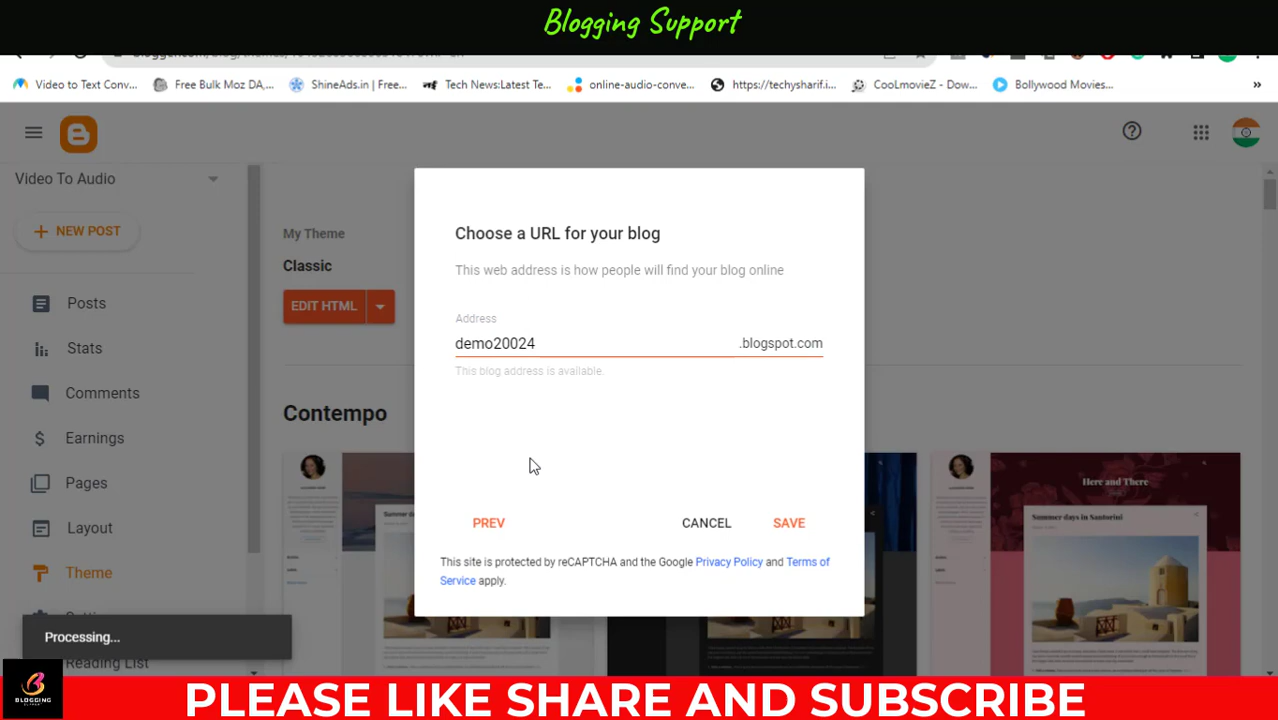 Blogging Support
Video to Text Conv...
Free Bulk Moz DA,...
ShineAds.in | Free...
Tech News:Latest Te...
online-audio-conve...
https://techysharif.i...
CoolmovieZ - Dow...
Bollywood Movies...
»
Video To Audio
+ NEW POST
Posts
Stats
Comments
Earnings
Pages
Layout
Theme
Reading List
My Theme
Classic
EDIT HTML
Contempo
Choose a URL for your blog
This web address is how people will find your blog online
Address
demo20024
.blogspot.com
This blog address is available.
PREV
CANCEL
SAVE
This site is protected by reCAPTCHA and the Google Privacy Policy and Terms of
Service apply.
Here and There
Summer days in Santorini
Processing...
BLOGGING
PLEASE LIKE SHARE AND SUBSCRIBE